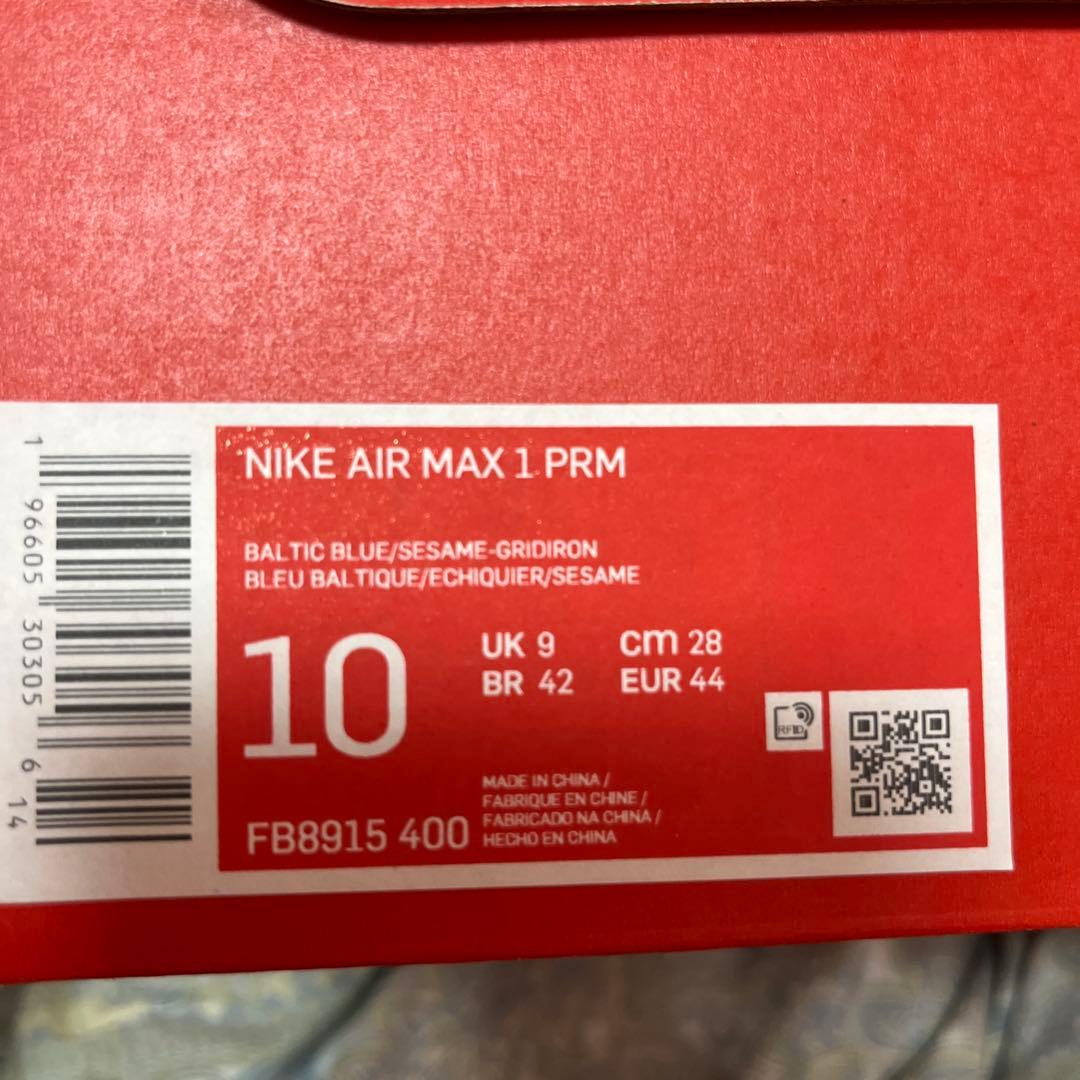 NIKE AIR MAX 1 PRM
BALTIC BLUE/SESAME-GRIDIRON
BLEU BALTIQUE/ECHIQUIER/SESAME
10
UK 9
cm 28
BR 42
EUR 44
RFID
MADE IN CHINA /
FABRIQUE EN CHINE /
FABRICADO NA CHINA /
HECHO EN CHINA
FB8915 400
1 96605 30305 6 14